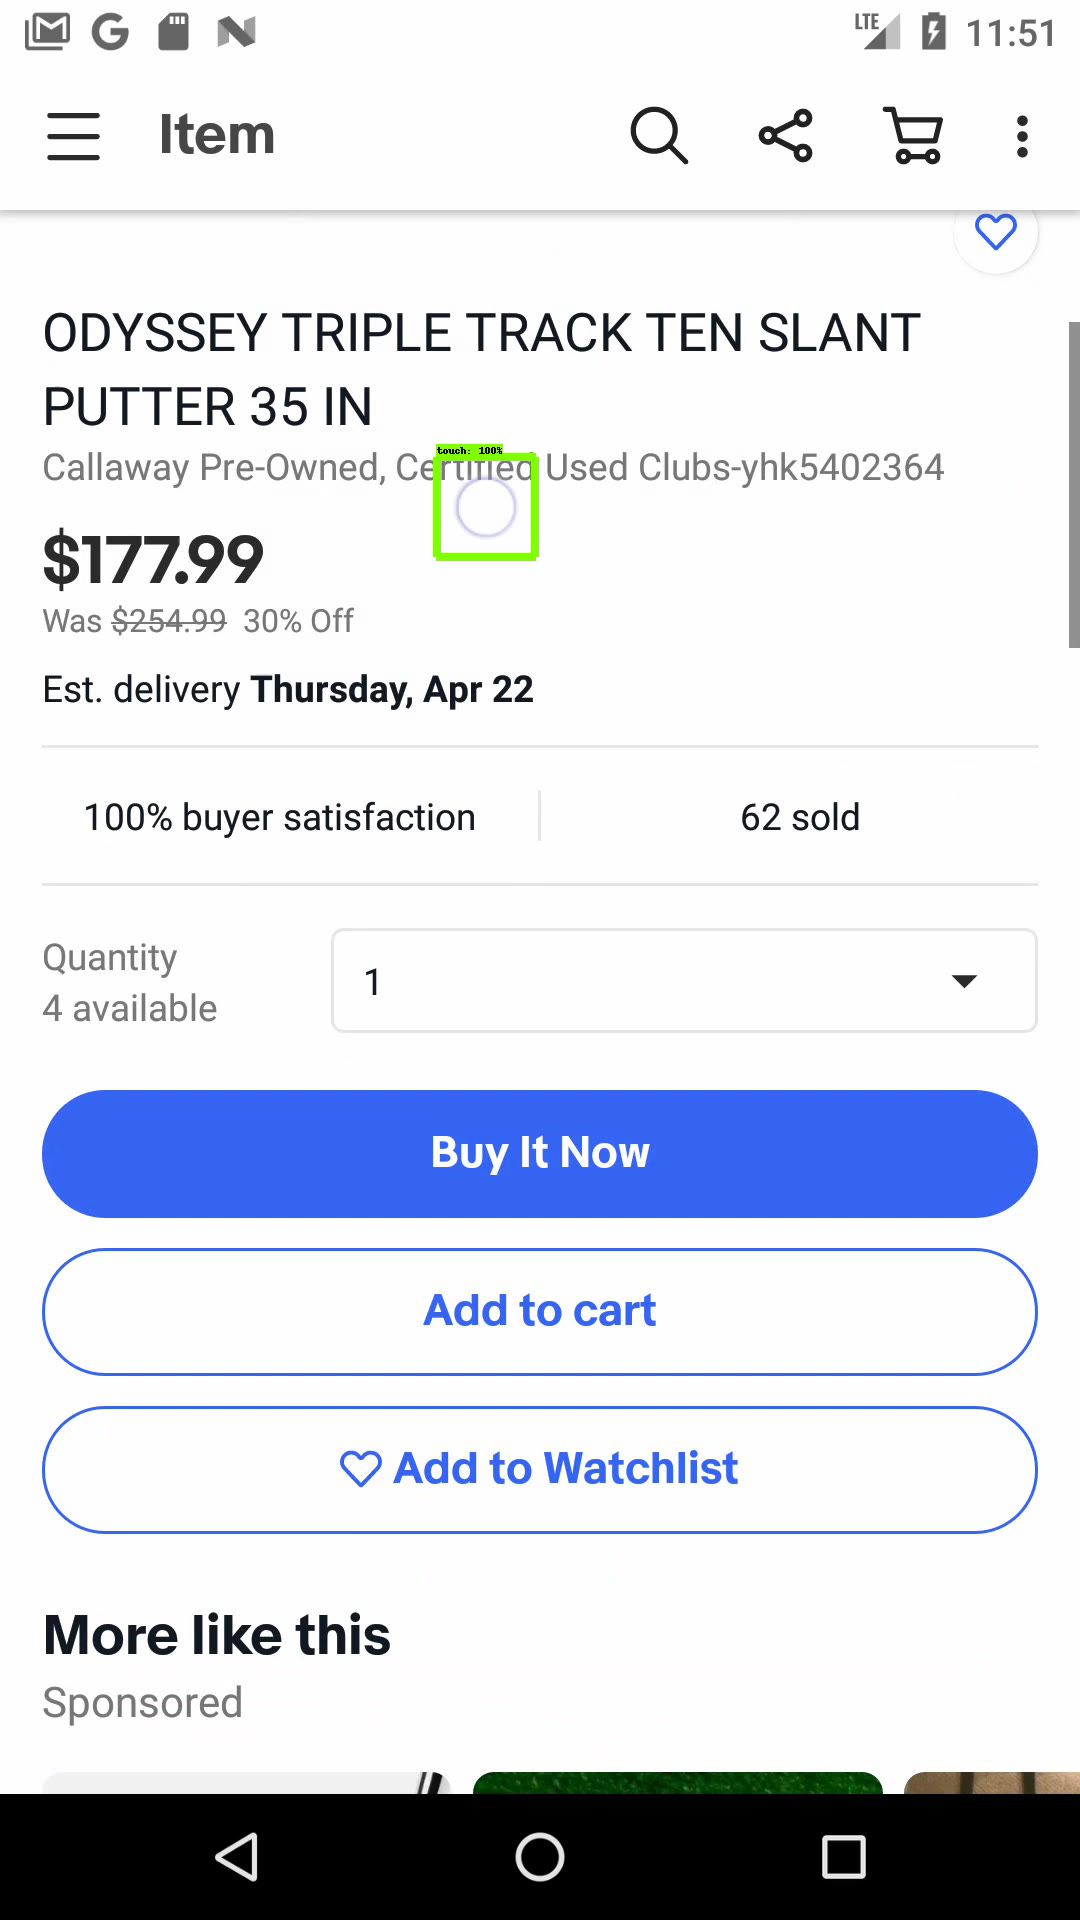 LTE 11:51
Item
ODYSSEY TRIPLE TRACK TEN SLANT
PUTTER 35 IN
touch: 100%
Callaway Pre-Owned, Certified Used Clubs-yhk5402364
$177.99
Was $254.99 30% Off
Est. delivery Thursday, Apr 22
100% buyer satisfaction
62 sold
Quantity
4 available
1
Buy It Now
Add to cart
Add to Watchlist
More like this
Sponsored